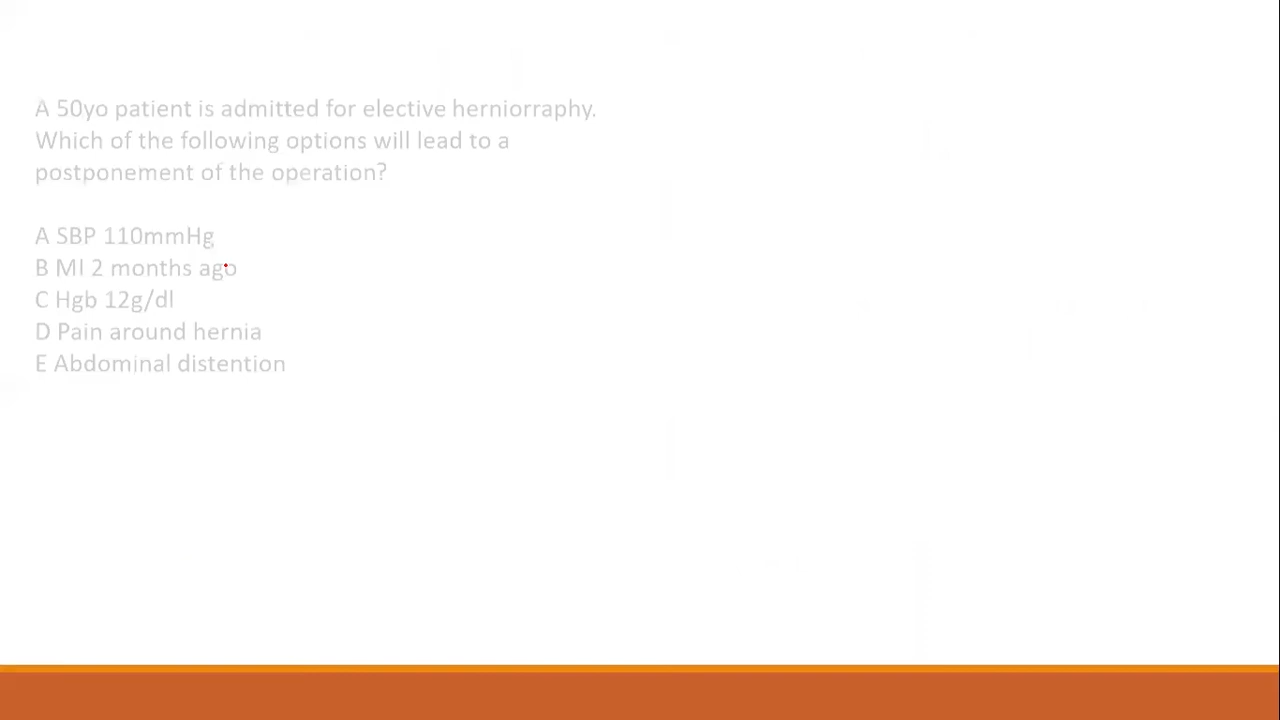 A 50yo patient is admitted for elective herniorraphy.
Which of the following options will lead to a
postponement of the operation?
A SBP 110mmHg
B MI 2 months ago
C Hgb 12g/dl
D Pain around hernia
E Abdominal distention